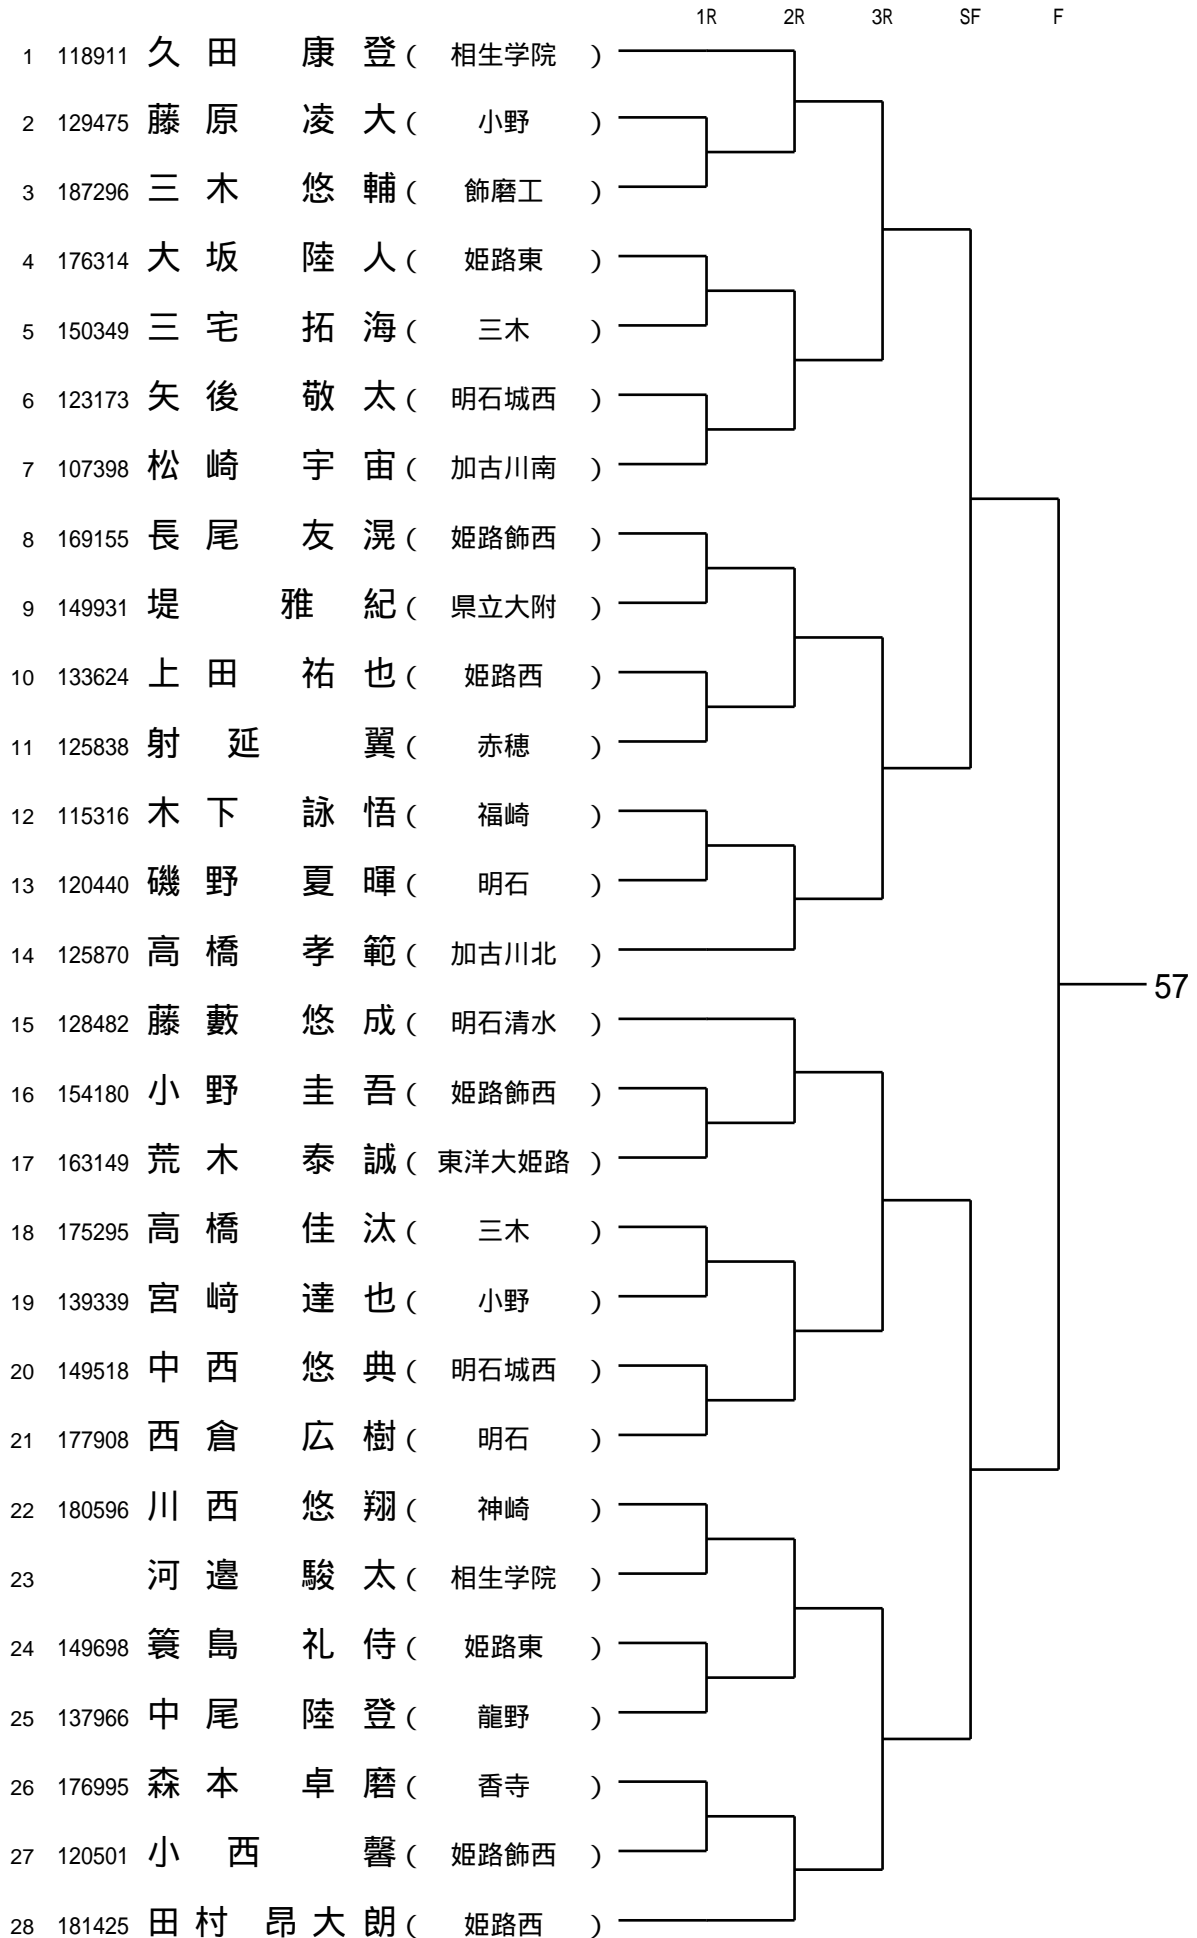 1R 2R 3R SF F
1 118911 久田 康登 ( 相生学院 )
2 129475 藤原 凌大 ( 小野 )
3 187296 三木 悠輔 ( 飾磨工 )
4 176314 大坂 陸人 ( 姫路東 )
5 150349 三宅 拓海 ( 三木 )
6 123173 矢後 敬太 ( 明石城西 )
7 107398 松崎 宇宙 ( 加古川南 )
8 169155 長尾 友滉 ( 姫路飾西 )
9 149931 堤 雅紀 ( 県立大附 )
10 133624 上田 祐也 ( 姫路西 )
11 125838 射延 翼 ( 赤穂 )
12 115316 木下 詠悟 ( 福崎 )
13 120440 磯野 夏暉 ( 明石 )
14 125870 高橋 孝範 ( 加古川北 )
57
15 128482 藤藪 悠成 ( 明石清水 )
16 154180 小野 圭吾 ( 姫路飾西 )
17 163149 荒木 泰誠 ( 東洋大姫路 )
18 175295 高橋 佳汰 ( 三木 )
19 139339 宮﨑 達也 ( 小野 )
20 149518 中西 悠典 ( 明石城西 )
21 177908 西倉 広樹 ( 明石 )
22 180596 川西 悠翔 ( 神崎 )
23 河邉 駿太 ( 相生学院 )
24 149698 簑島 礼侍 ( 姫路東 )
25 137966 中尾 陸登 ( 龍野 )
26 176995 森本 卓磨 ( 香寺 )
27 120501 小西 馨 ( 姫路飾西 )
28 181425 田村 昂大朗 ( 姫路西 )